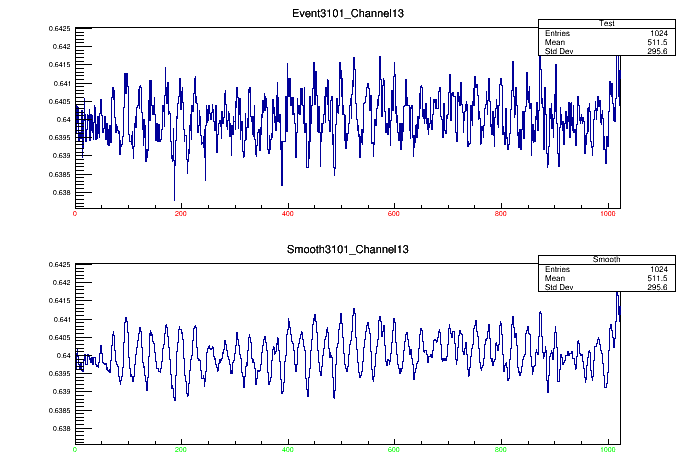 Event3101_Channel13
Test
Entries 1024
Mean 511.5
Std Dev 295.6
0.6425
0.642
0.6415
0.641
0.6405
0.64
0.6395
0.639
0.6385
0.638
0 200 400 600 800 1000
Smooth3101_Channel13
Smooth
Entries 1024
Mean 511.5
Std Dev 295.6
0.6425
0.642
0.6415
0.641
0.6405
0.64
0.6395
0.639
0.6385
0.638
0 200 400 600 800 1000